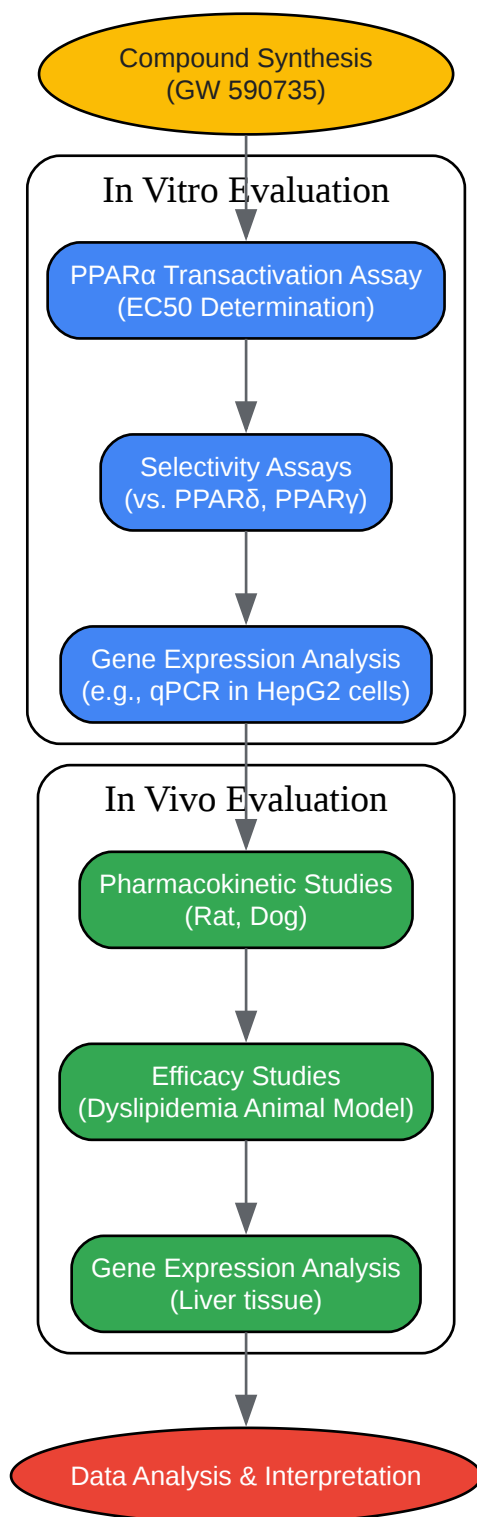 Compound Synthesis
(GW 590735)
In Vitro Evaluation
PPARα Transactivation Assay
(EC50 Determination)
Selectivity Assays
(vs. PPARδ, PPARγ)
Gene Expression Analysis
(e.g., qPCR in HepG2 cells)
In Vivo Evaluation
Pharmacokinetic Studies
(Rat, Dog)
Efficacy Studies
(Dyslipidemia Animal Model)
Gene Expression Analysis
(Liver tissue)
Data Analysis & Interpretation